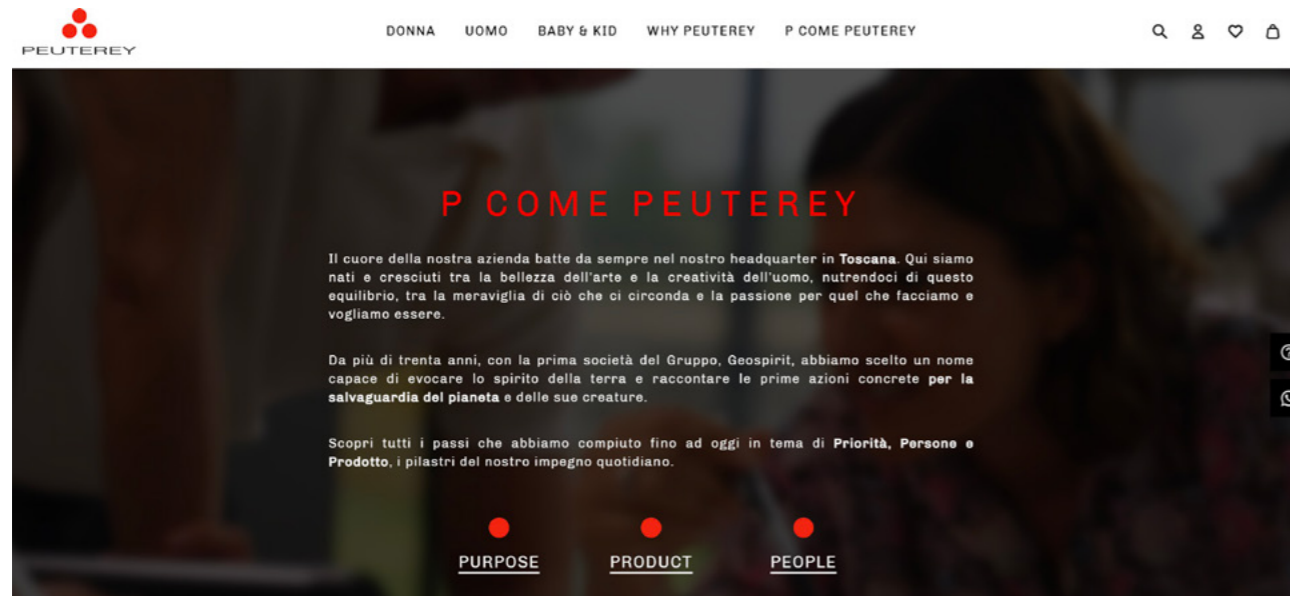 PEUTEREY
DONNA UOMO BABY & KID WHY PEUTEREY P COME PEUTEREY
P COME PEUTEREY
Il cuore della nostra azienda batte da sempre nel nostro headquarter in Toscana. Qui siamo
nati e cresciuti tra la bellezza dell'arte e la creatività dell'uomo, nutrendoci di questo
equilibrio, tra la meraviglia di ciò che ci circonda e la passione per quel che facciamo e
vogliamo essere.
Da più di trenta anni, con la prima società del Gruppo, Geospirit, abbiamo scelto un nome
capace di evocare lo spirito della terra e raccontare le prime azioni concrete per la
salvaguardia del pianeta e delle sue creature.
Scopri tutti i passi che abbiamo compiuto fino ad oggi in tema di Priorità, Persone e
Prodotto, i pilastri del nostro impegno quotidiano.
PURPOSE PRODUCT PEOPLE